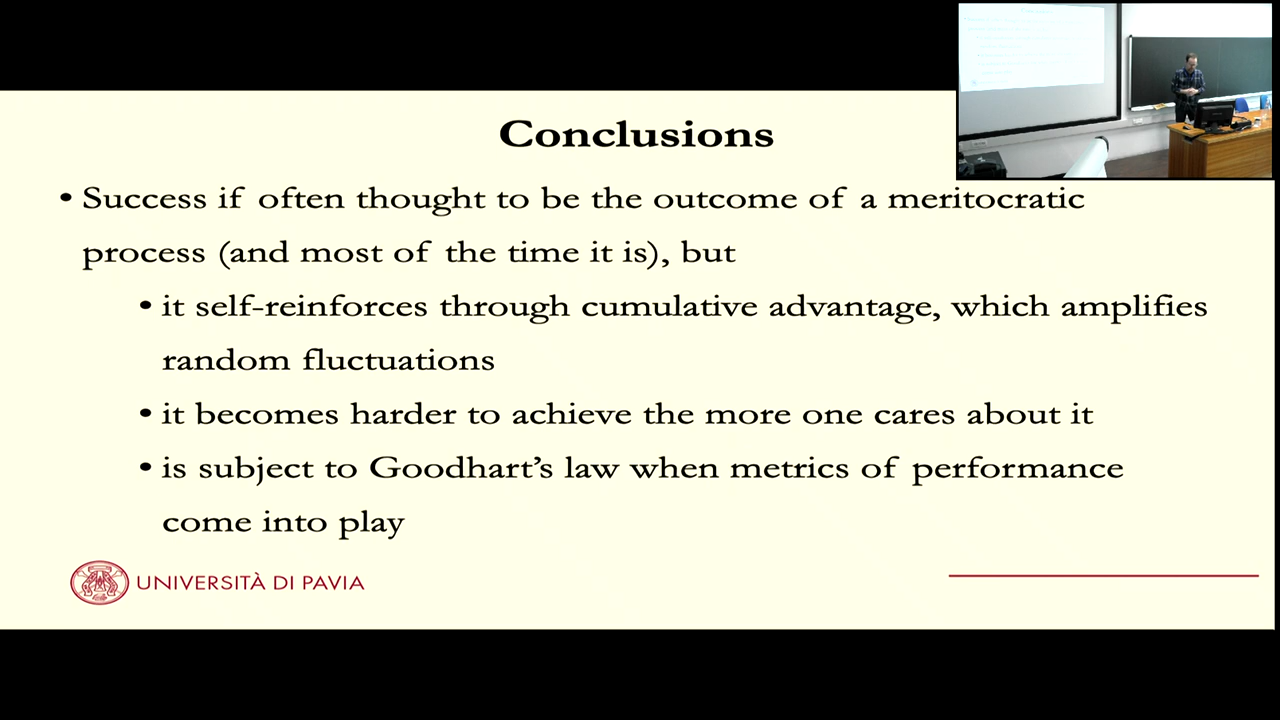 Conclusions
• Success if often thought to be the outcome of a meritocratic
process (and most of the time it is), but
• it self-reinforces through cumulative advantage, which amplifies
random fluctuations
• it becomes harder to achieve the more one cares about it
• is subject to Goodhart's law when metrics of performance
come into play
UNIVERSITÀ DI PAVIA